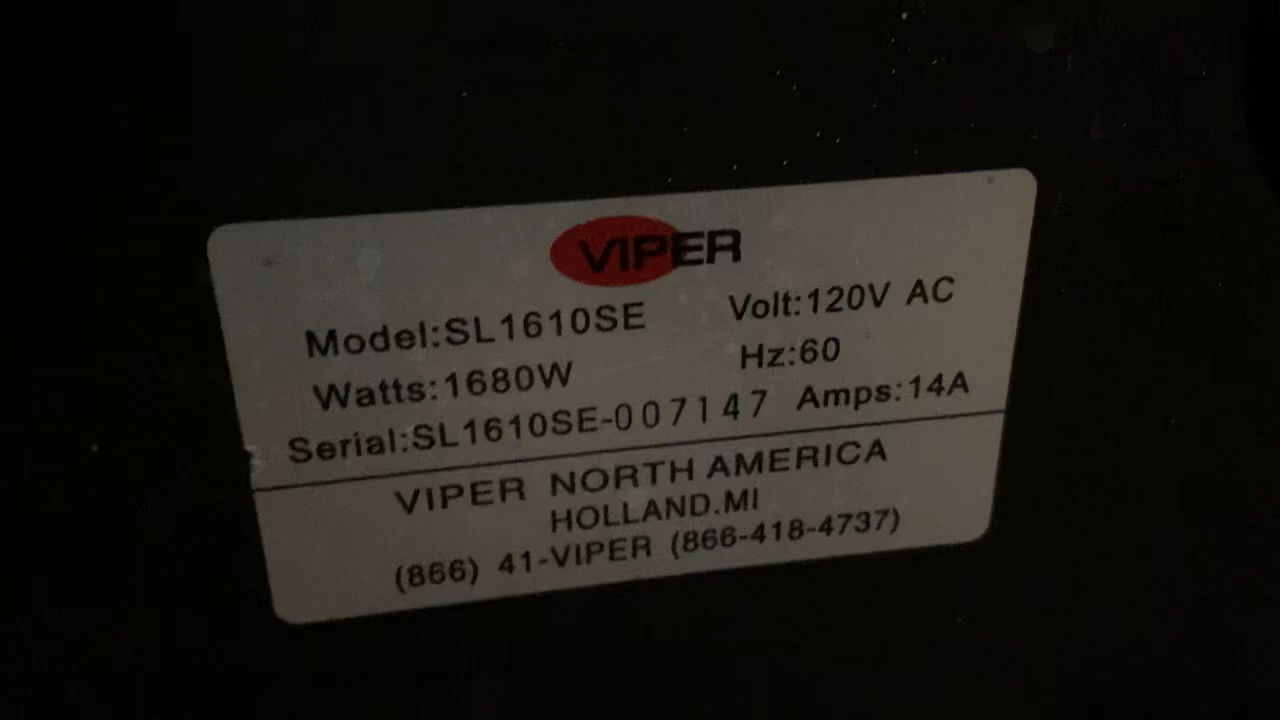 VIPER
Model:SL1610SE Volt:120V AC
Watts:1680W Hz:60
Serial:SL1610SE-007147 Amps:14A
VIPER NORTH AMERICA
HOLLAND.MI
(866) 41-VIPER (866-418-4737)